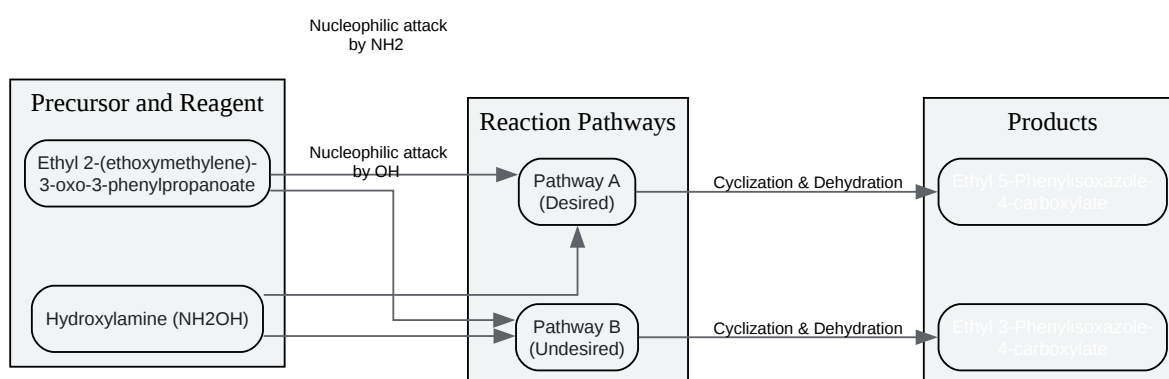 Nucleophilic attack
by NH2
Precursor and Reagent
Ethyl 2-(ethoxymethylene)-
3-oxo-3-phenylpropanoate
Hydroxylamine (NH2OH)
Nucleophilic attack
by OH
Reaction Pathways
Pathway A
(Desired)
Pathway B
(Undesired)
Cyclization & Dehydration
Cyclization & Dehydration
Products
Ethyl 5-Phenylisoxazole-
4-carboxylate
Ethyl 3-Phenylisoxazole-
4-carboxylate